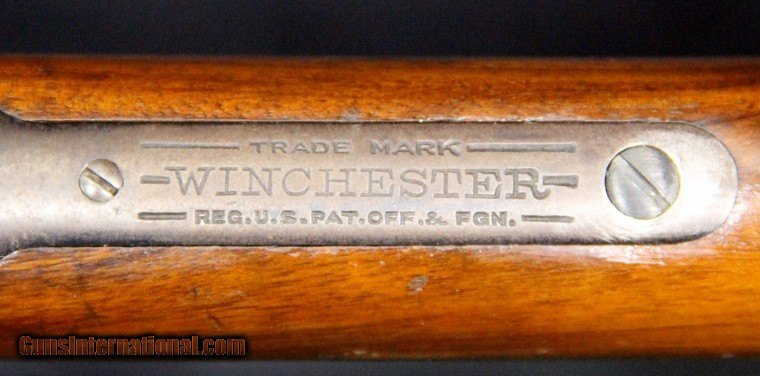 TRADE MARK
-WINCHESTER-
REG.U.S.PAT.OFF.& FGN.
GunsInternational.com